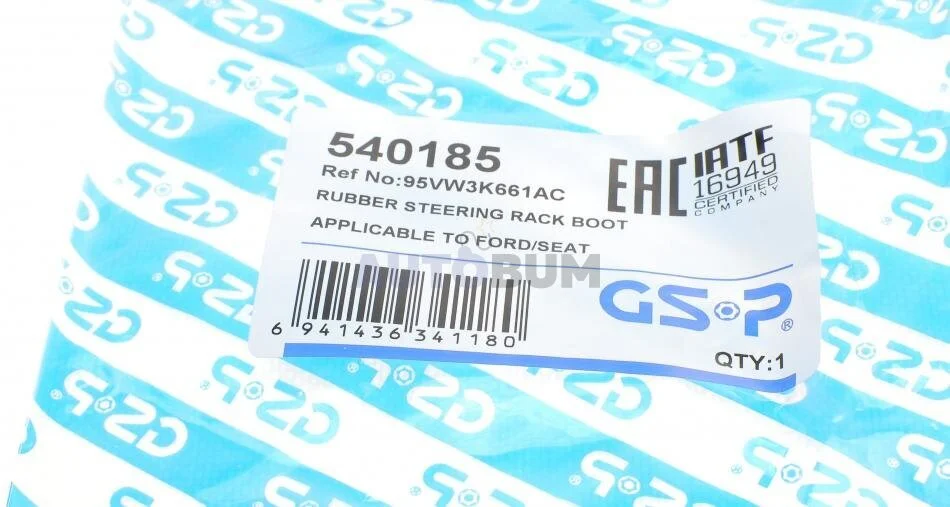 540185
Ref No:95VW3K661AC
RUBBER STEERING RACK BOOT
APPLICABLE TO FORD/SEAT
EAC
IATF
16949
CERTIFIED
COMPANY
AUTOBUM
6 941436 341180
GS·P®
QTY:1